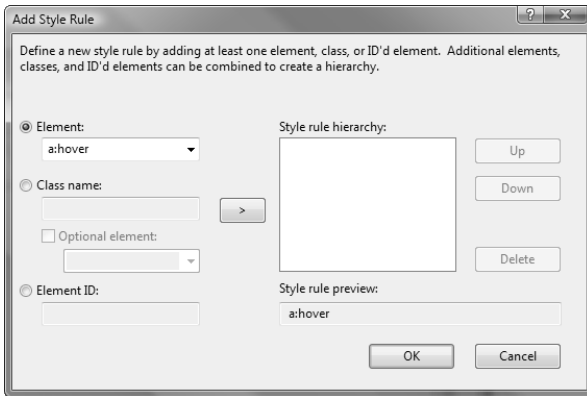 Add Style Rule
Define a new style rule by adding at least one element, class, or ID'd element. Additional elements,
classes, and ID'd elements can be combined to create a hierarchy.
Element:
a:hover
Class name:
>
Optional element:
Element ID:
Style rule hierarchy:
Up
Down
Delete
Style rule preview:
a:hover
OK
Cancel